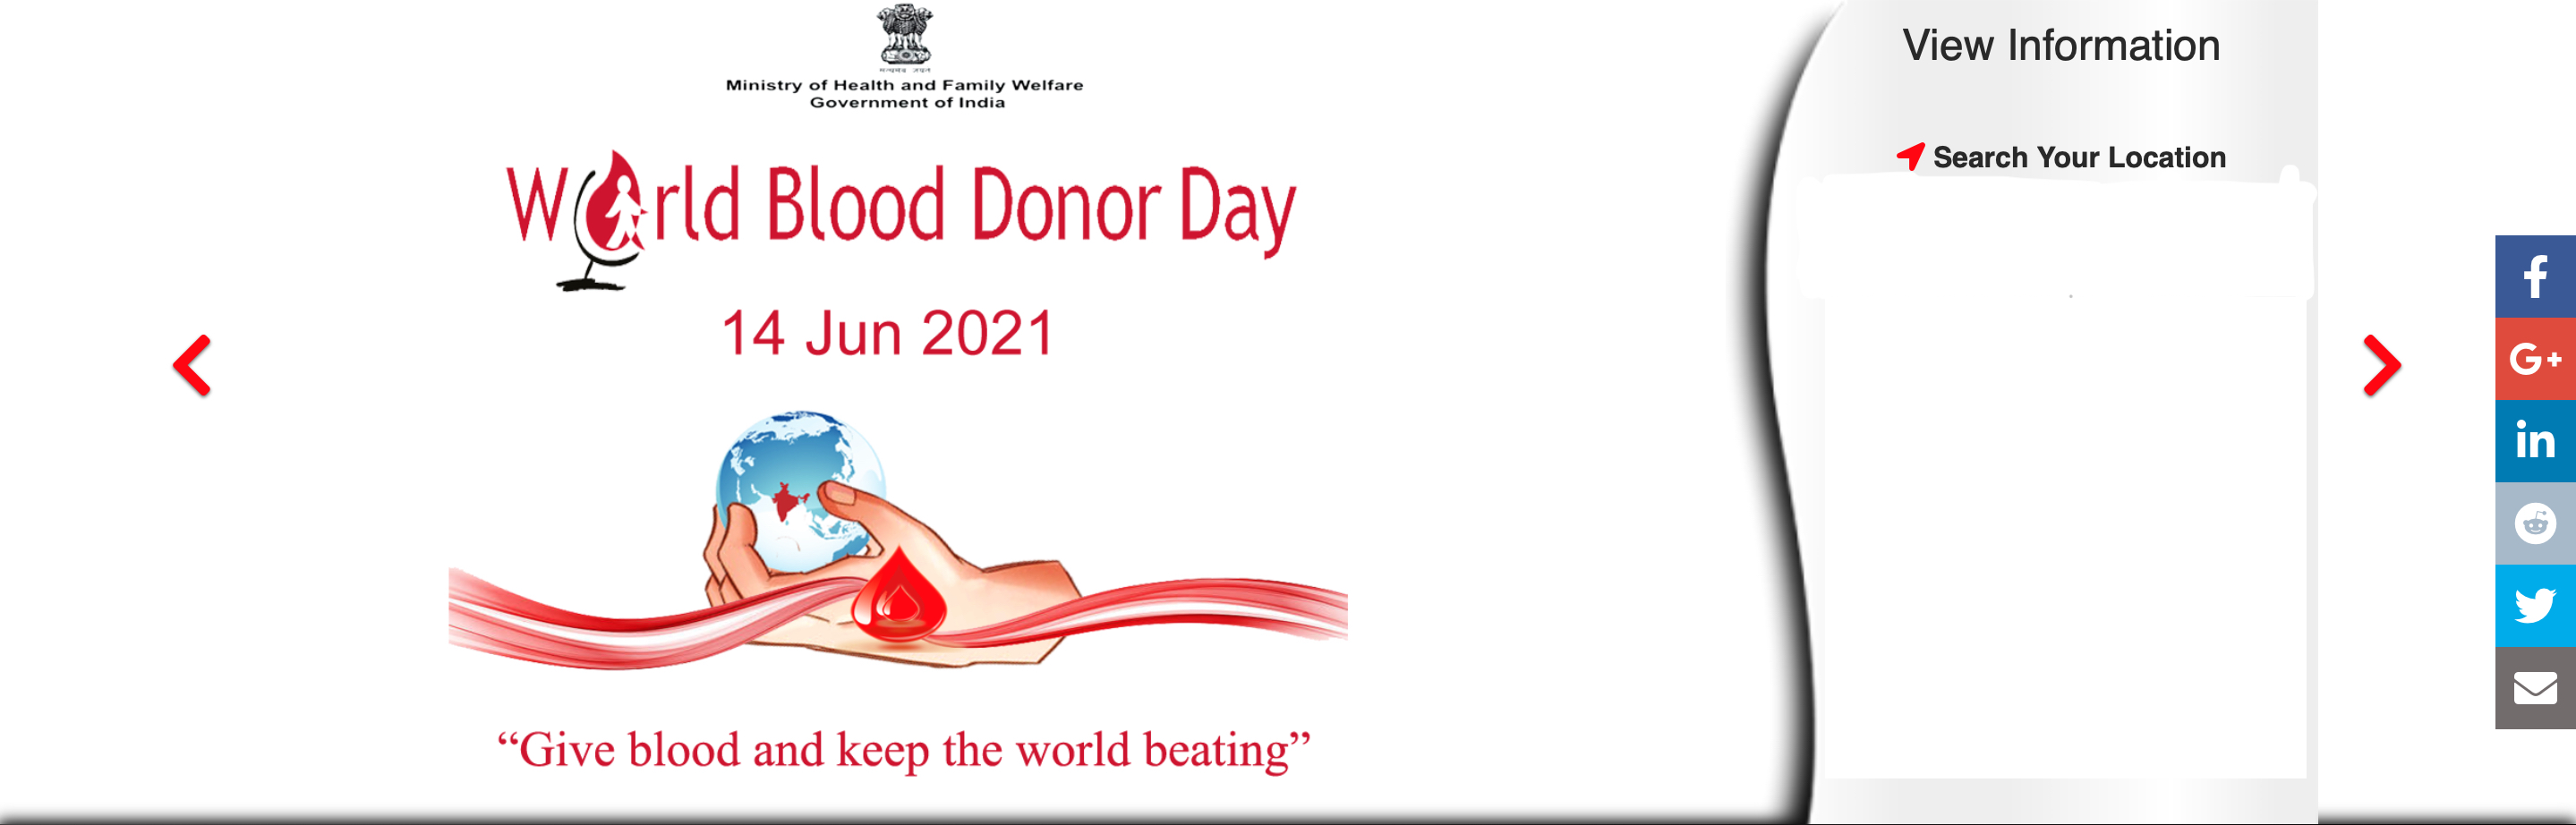 Ministry of Health and Family Welfare
Government of India
World Blood Donor Day
14 Jun 2021
“Give blood and keep the world beating”
View Information
Search Your Location
f
G+
in